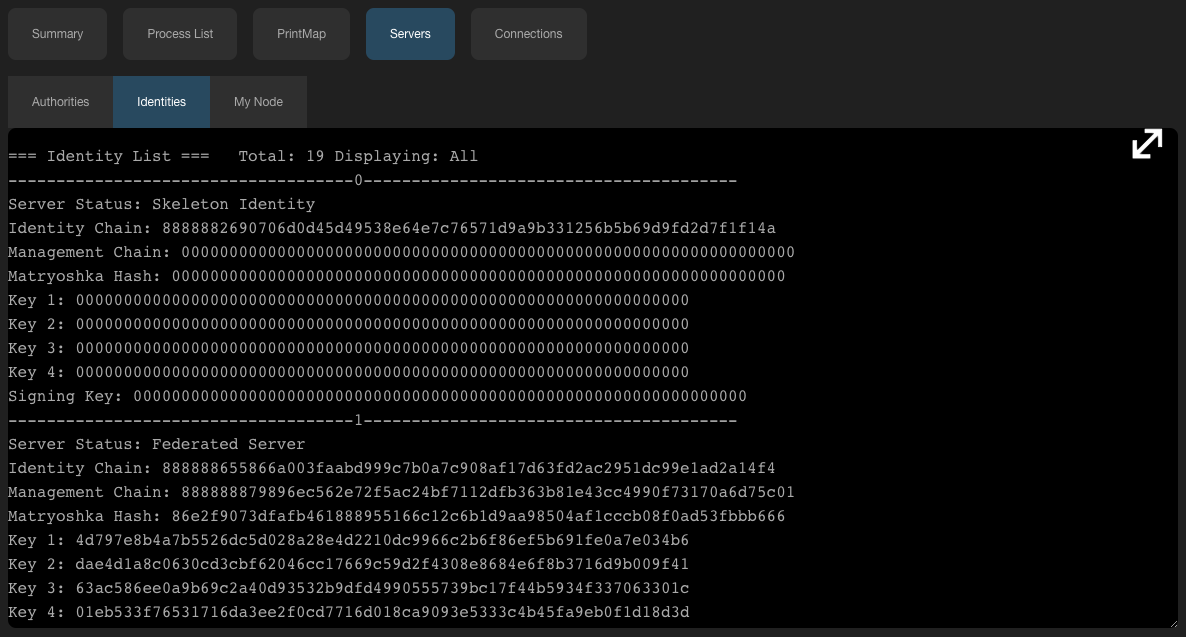 Summary
Process List
PrintMap
Servers
Connections
Authorities
Identities
My Node
=== Identity List ===   Total: 19 Displaying: All
------------------------------------0---------------------------------------
Server Status: Skeleton Identity
Identity Chain: 8888882690706d0d45d49538e64e7c76571d9a9b331256b5b69d9fd2d7f1f14a
Management Chain: 0000000000000000000000000000000000000000000000000000000000000000
Matryoshka Hash: 0000000000000000000000000000000000000000000000000000000000000000
Key 1: 0000000000000000000000000000000000000000000000000000000000000000
Key 2: 0000000000000000000000000000000000000000000000000000000000000000
Key 3: 0000000000000000000000000000000000000000000000000000000000000000
Key 4: 0000000000000000000000000000000000000000000000000000000000000000
Signing Key: 0000000000000000000000000000000000000000000000000000000000000000
------------------------------------1---------------------------------------
Server Status: Federated Server
Identity Chain: 888888655866a003faabd999c7b0a7c908af17d63fd2ac2951dc99e1ad2a14f4
Management Chain: 888888879896ec562e72f5ac24bf7112dfb363b81e43cc4990f73170a6d75c01
Matryoshka Hash: 86e2f9073dfafb461888955166c12c6b1d9aa98504af1cccb08f0ad53fbbb666
Key 1: 4d797e8b4a7b5526dc5d028a28e4d2210dc9966c2b6f86ef5b691fe0a7e034b6
Key 2: dae4d1a8c0630cd3cbf62046cc17669c59d2f4308e8684e6f8b3716d9b009f41
Key 3: 63ac586ee0a9b69c2a40d93532b9dfd4990555739bc17f44b5934f337063301c
Key 4: 01eb533f76531716da3ee2f0cd7716d018ca9093e5333c4b45fa9eb0f1d18d3d